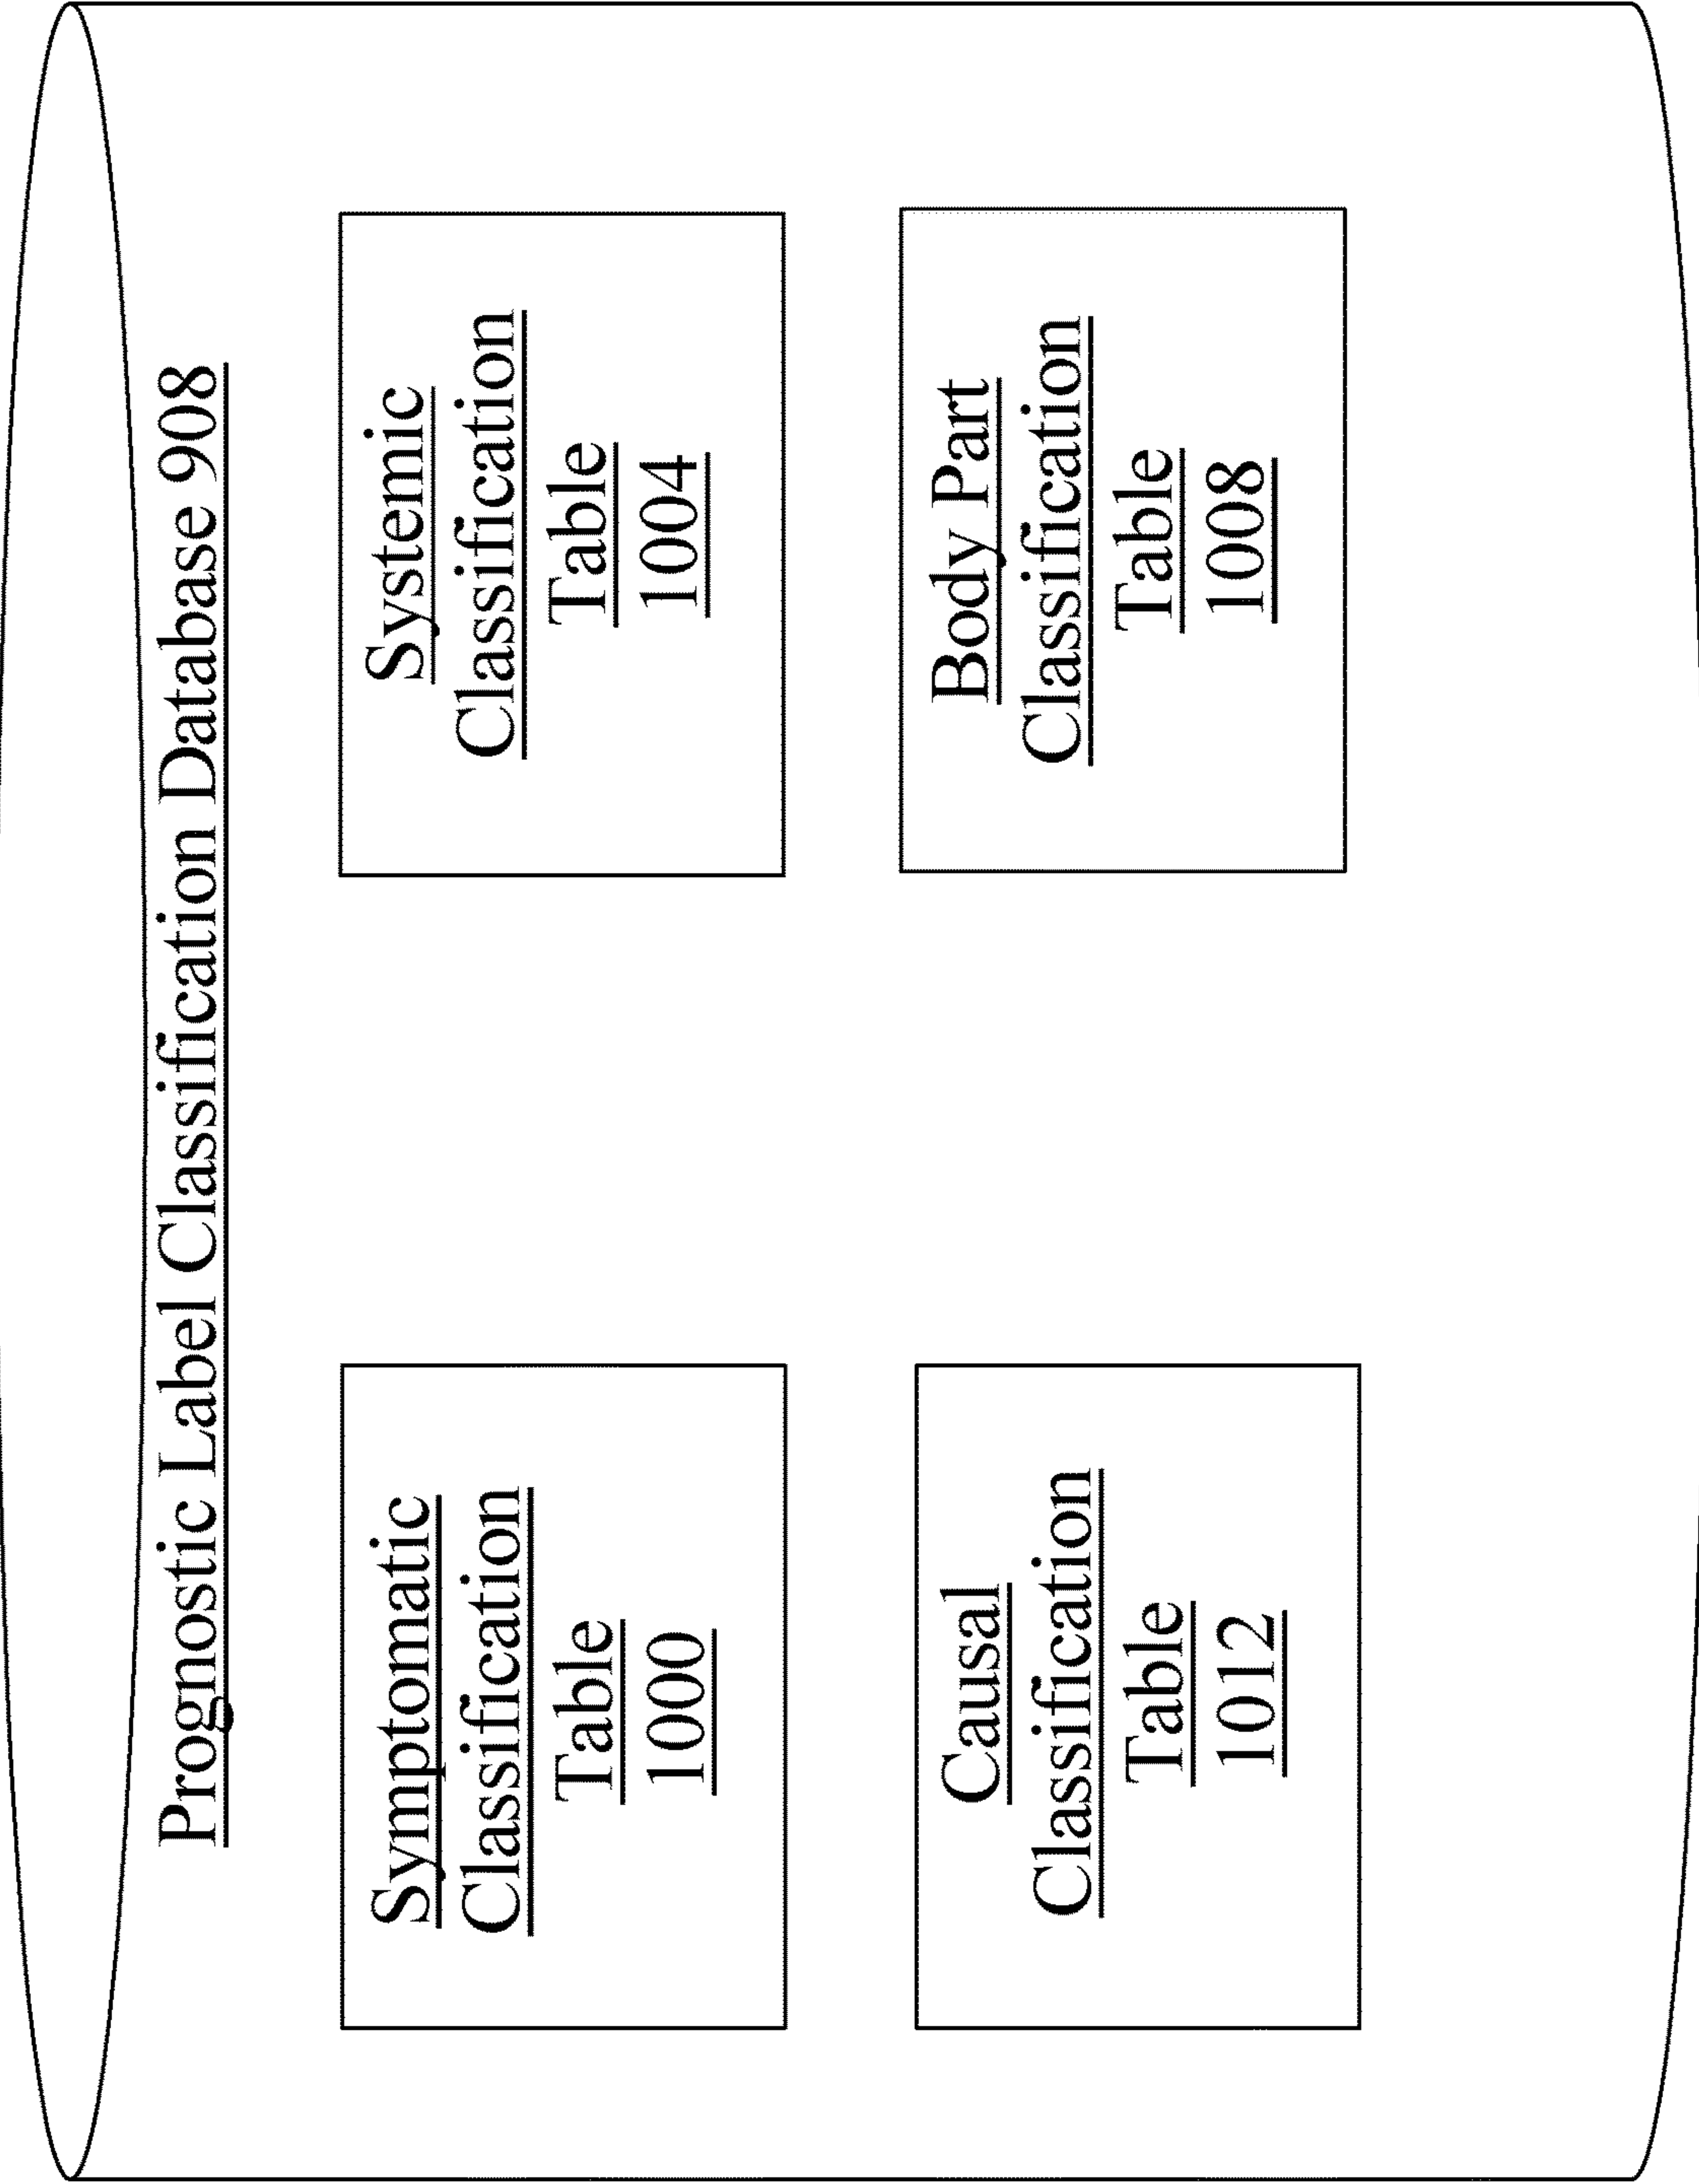 Prognostic Label Classification Database 908
Symptomatic
Classification
Table
1000
Systemic
Classification
Table
1004
Causal
Classification
Table
1012
Body Part
Classification
Table
1008